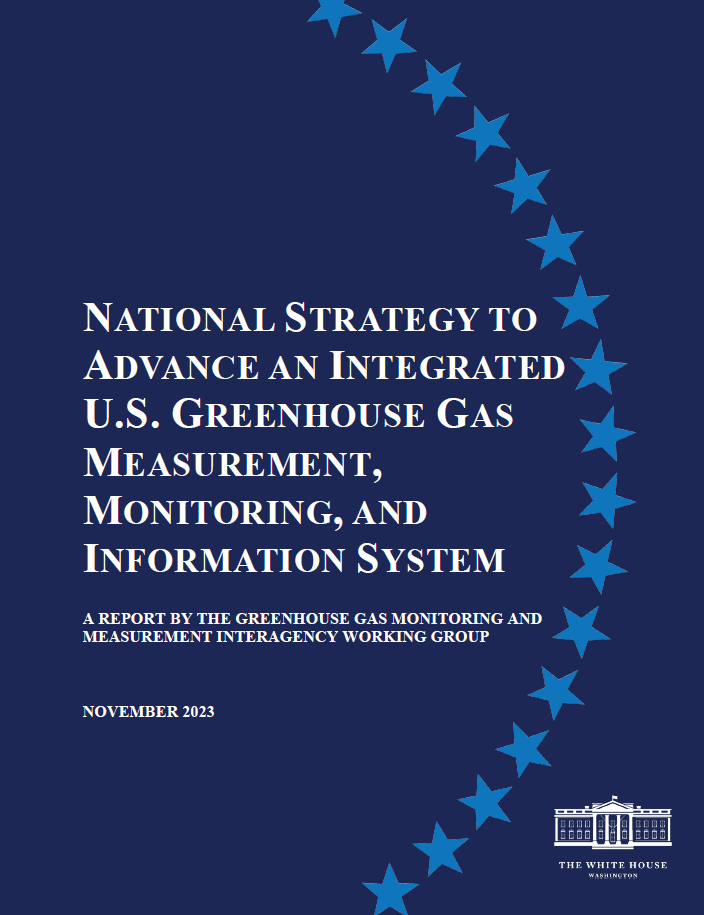 NATIONAL STRATEGY TO
ADVANCE AN INTEGRATED
U.S. GREENHOUSE GAS
MEASUREMENT,
MONITORING, AND
INFORMATION SYSTEM
A REPORT BY THE GREENHOUSE GAS MONITORING AND
MEASUREMENT INTERAGENCY WORKING GROUP
NOVEMBER 2023
THE WHITE HOUSE
WASHINGTON